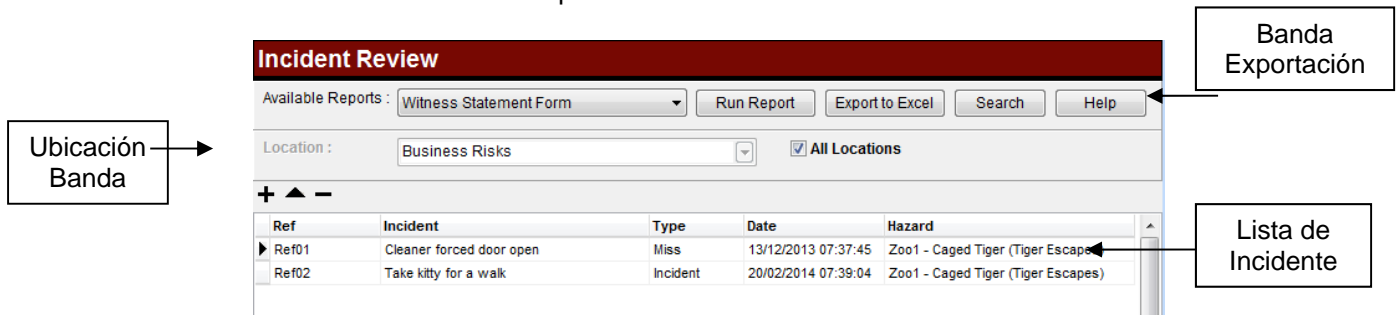 Banda
Exportación
Incident Review
Available Reports : Witness Statement Form Run Report Export to Excel Search Help
Ubicación
Banda
Location : Business Risks All Locations
Ref Incident Type Date Hazard
Ref01 Cleaner forced door open Miss 13/12/2013 07:37:45 Zoo1 - Caged Tiger (Tiger Escapes)
Ref02 Take kitty for a walk Incident 20/02/2014 07:39:04 Zoo1 - Caged Tiger (Tiger Escapes)
Lista de
Incidente